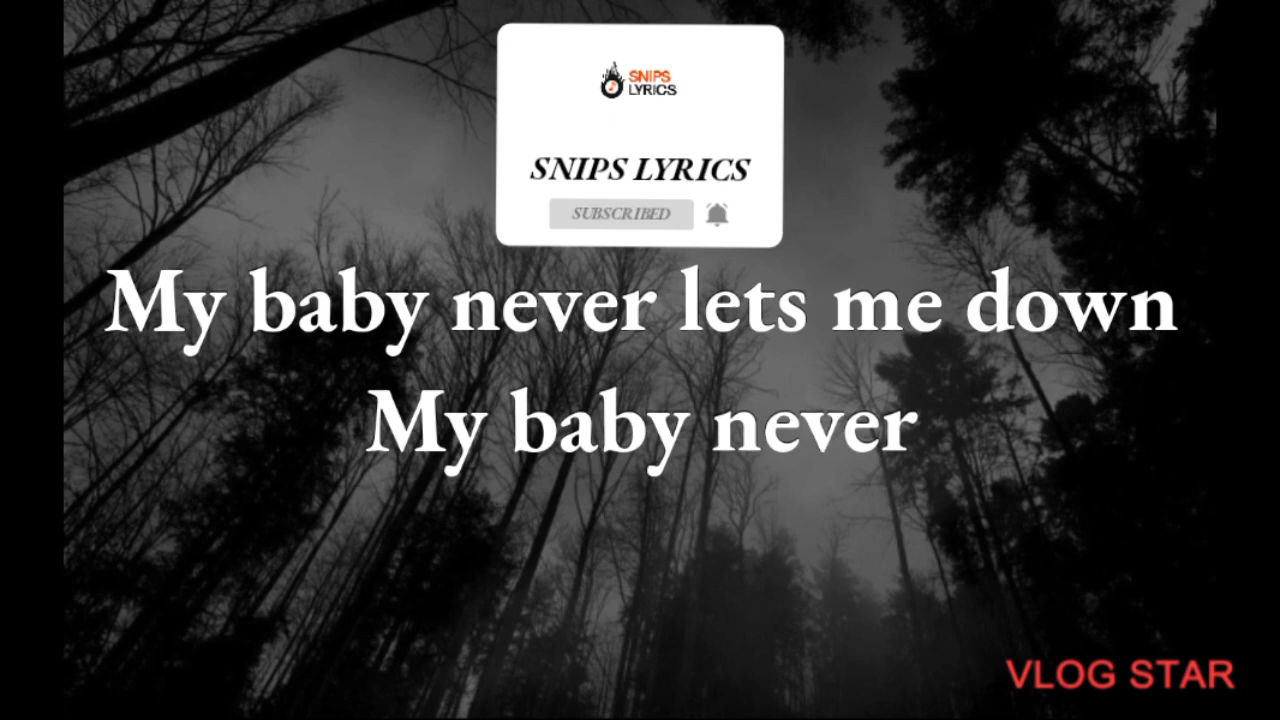 SNIPS
LYRICS
SNIPS LYRICS
SUBSCRIBED
My baby never lets me down
My baby never
VLOG STAR